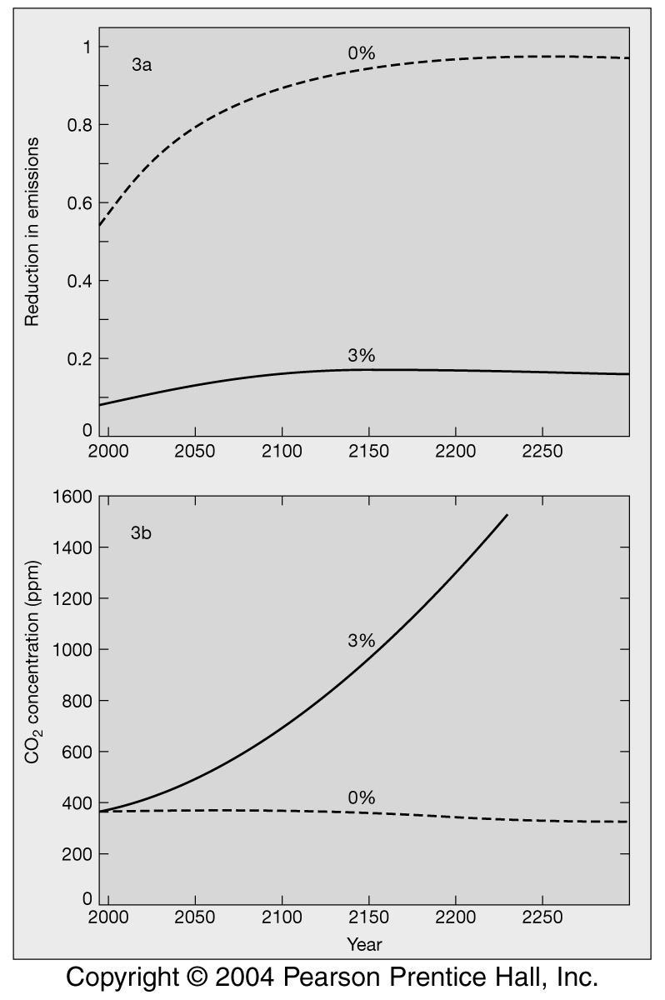 3a
0%
3%
Reduction in emissions
1
0.8
0.6
0.4
0.2
0
2000 2050 2100 2150 2200 2250
3b
3%
0%
CO₂ concentration (ppm)
1600
1400
1200
1000
800
600
400
200
0
2000 2050 2100 2150 2200 2250
Year
Copyright © 2004 Pearson Prentice Hall, Inc.